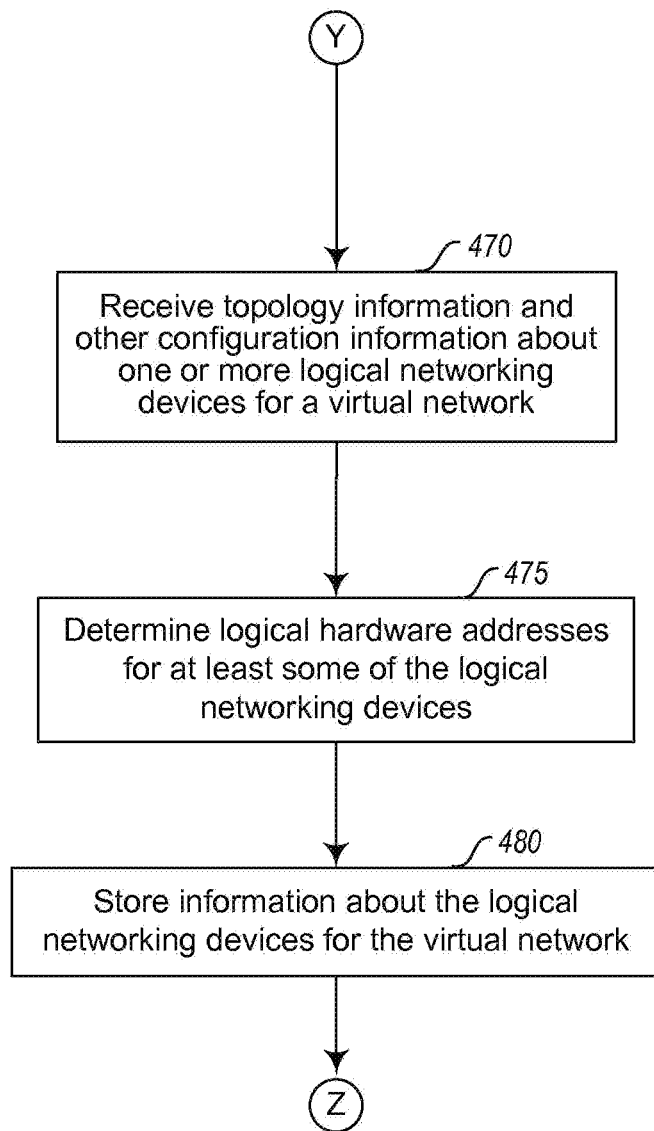 Y
470
Receive topology information and
other configuration information about
one or more logical networking
devices for a virtual network
475
Determine logical hardware addresses
for at least some of the logical
networking devices
480
Store information about the logical
networking devices for the virtual network
Z